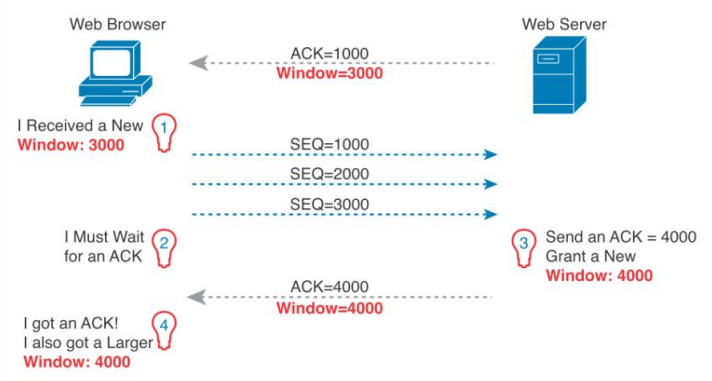 Web Browser
Web Server
ACK=1000
Window=3000
I Received a New
Window: 3000
1
SEQ=1000
SEQ=2000
SEQ=3000
I Must Wait
for an ACK
2
3
Send an ACK = 4000
Grant a New
Window: 4000
ACK=4000
Window=4000
I got an ACK!
I also got a Larger
Window: 4000
4